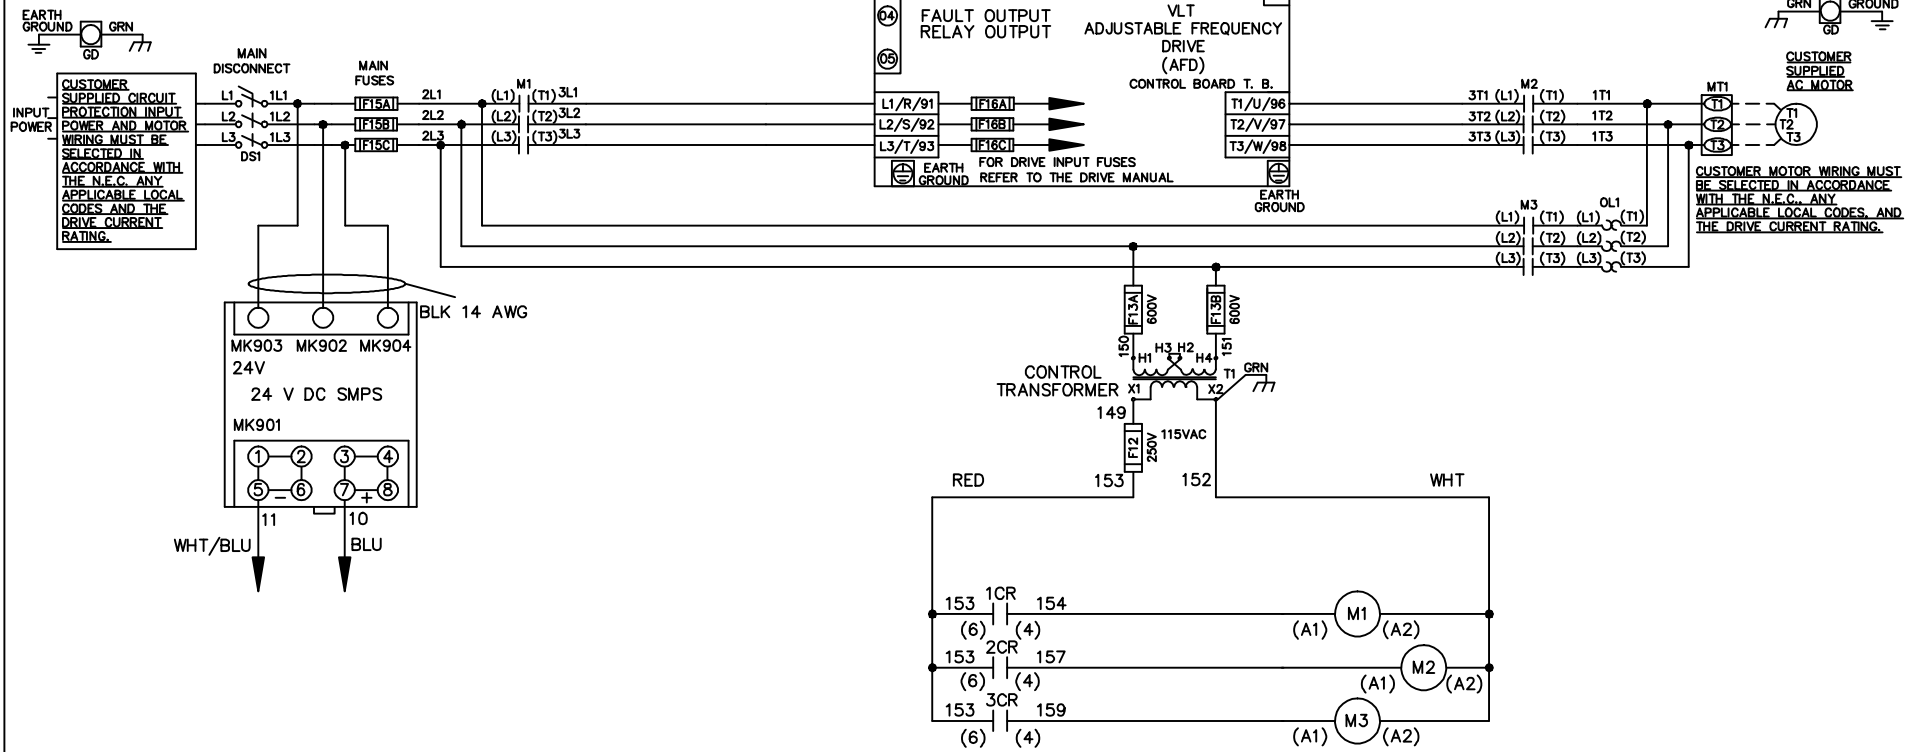 EARTH
GROUND
GRN
GD
04
FAULT OUTPUT
RELAY OUTPUT
05
VLT
ADJUSTABLE FREQUENCY
DRIVE
(AFD)
CONTROL BOARD T. B.
GRN
GROUND
GD
CUSTOMER
SUPPLIED
AC MOTOR
INPUT
POWER
CUSTOMER
SUPPLIED CIRCUIT
PROTECTION INPUT
POWER AND MOTOR
WIRING MUST BE
SELECTED IN
ACCORDANCE WITH
THE N.E.C. ANY
APPLICABLE LOCAL
CODES AND THE
DRIVE CURRENT
RATING.
MAIN
DISCONNECT
MAIN
FUSES
M1
L1 1L1 F15A 2L1 (L1) (T1) 3L1
L2 1L2 F15B 2L2 (L2) (T2) 3L2
L3 1L3 F15C 2L3 (L3) (T3) 3L3
DS1
L1/R/91 F16A T1/U/96
L2/S/92 F16B T2/V/97
L3/T/93 F16C T3/W/98
EARTH
GROUND
FOR DRIVE INPUT FUSES
REFER TO THE DRIVE MANUAL
EARTH
GROUND
M2
MT1
3T1 (L1) (T1) 1T1 T1
3T2 (L2) (T2) 1T2 T2
3T3 (L3) (T3) 1T3 T3
T1
T2
T3
CUSTOMER MOTOR WIRING MUST
BE SELECTED IN ACCORDANCE
WITH THE N.E.C., ANY
APPLICABLE LOCAL CODES, AND
THE DRIVE CURRENT RATING.
M3
OL1
(L1) (T1) (L1) (T1)
(L2) (T2) (L2) (T2)
(L3) (T3) (L3) (T3)
BLK 14 AWG
MK903 MK902 MK904
24V
24 V DC SMPS
MK901
1 2 3 4
5 - 6 7 + 8
11
10
WHT/BLU
BLU
F13A
600V
F13B
600V
150
151
H1 H3 H2 H4
CONTROL
TRANSFORMER
X1
X2
T1
GRN
149
F12
250V
115VAC
153
152
RED
WHT
1CR
153 154
(6) (4)
M1
(A1) (A2)
2CR
153 157
(6) (4)
M2
(A1) (A2)
3CR
153 159
(6) (4)
M3
(A1) (A2)